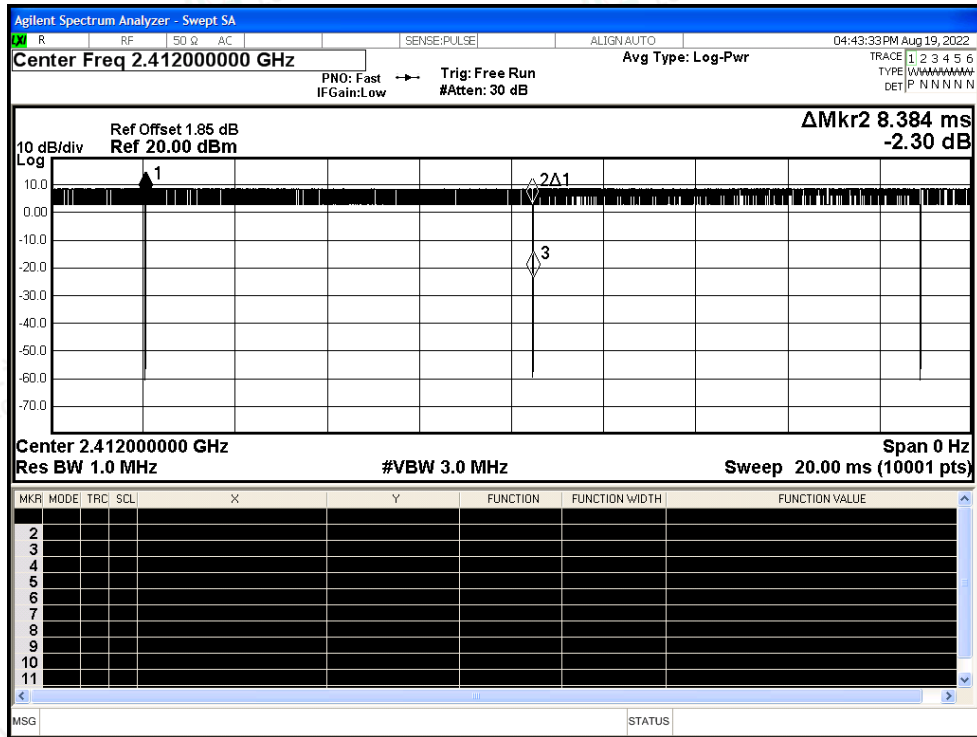 Agilent Spectrum Analyzer - Swept SA
LXI R RF 50 Ω AC SENSE:PULSE ALIGN AUTO 04:43:33 PM Aug 19, 2022
Center Freq 2.412000000 GHz
Avg Type: Log-Pwr
TRACE 1 2 3 4 5 6
PNO: Fast Trig: Free Run
TYPE
IFGain:Low #Atten: 30 dB
DET P N N N N N
ΔMkr2 8.384 ms
Ref Offset 1.85 dB
10 dB/div Ref 20.00 dBm -2.30 dB
Log
1
2Δ1
10.0
0.00
-10.0
3
-20.0
-30.0
-40.0
-50.0
-60.0
-70.0
Center 2.412000000 GHz Span 0 Hz
Res BW 1.0 MHz #VBW 3.0 MHz Sweep 20.00 ms (10001 pts)
MKR MODE TRC SCL X Y FUNCTION FUNCTION WIDTH FUNCTION VALUE
2
3
4
5
6
7
8
9
10
11
MSG STATUS